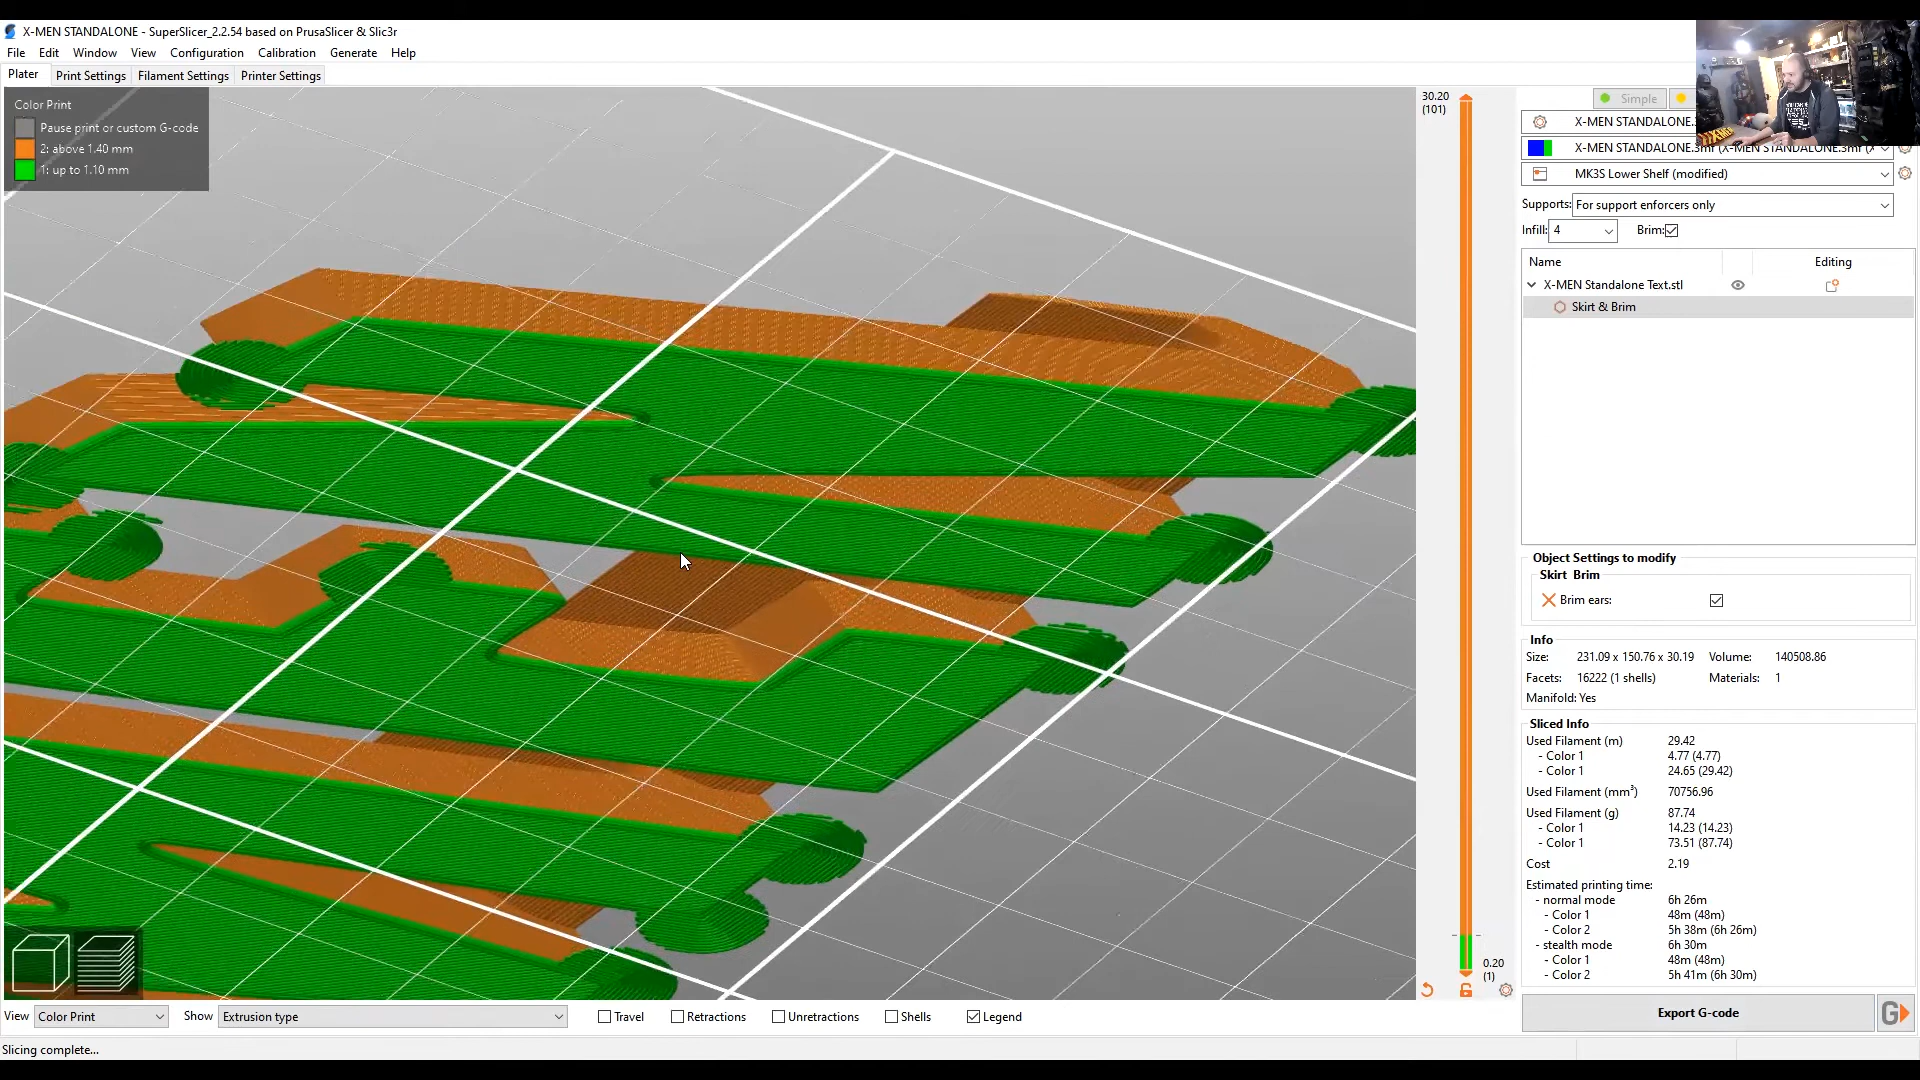 X-MEN STANDALONE - SuperSlicer_2.2.54 based on PrusaSlicer & Slic3r
File Edit Window View Configuration Calibration Generate Help
Plater Print Settings Filament Settings Printer Settings
Color Print
Pause print or custom G-code
2: above 1.40 mm
1: up to 1.10 mm
30.20
(101)
0.20
(1)
Simple
X-MEN STANDALONE.3
X-MEN STANDALONE.3mf (X-MEN STANDALONE.3mf (X
MK3S Lower Shelf (modified)
Supports: For support enforcers only
Infill: 4 Brim:
Name Editing
X-MEN Standalone Text.stl
Skirt & Brim
Object Settings to modify
Skirt Brim
Brim ears:
Info
Size: 231.09 x 150.76 x 30.19 Volume: 140508.86
Facets: 16222 (1 shells) Materials: 1
Manifold: Yes
Sliced Info
Used Filament (m) 29.42
- Color 1 4.77 (4.77)
- Color 1 24.65 (29.42)
Used Filament (mm³) 70756.96
Used Filament (g) 87.74
- Color 1 14.23 (14.23)
- Color 1 73.51 (87.74)
Cost 2.19
Estimated printing time:
- normal mode 6h 26m
- Color 1 48m (48m)
- Color 2 5h 38m (6h 26m)
- stealth mode 6h 30m
- Color 1 48m (48m)
- Color 2 5h 41m (6h 30m)
Export G-code
View Color Print Show Extrusion type Travel Retractions Unretractions Shells Legend
Slicing complete...